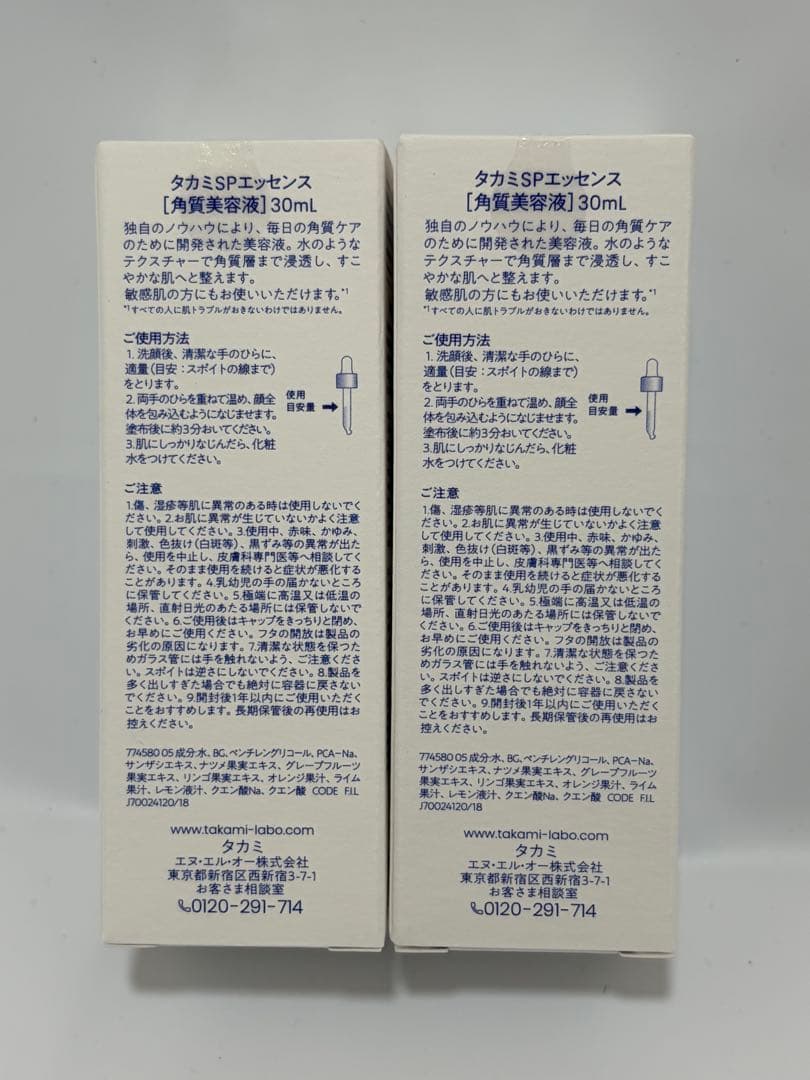 タカミSPエッセンス
[角質美容液]30mL
独自のノウハウにより、毎日の角質ケア
のために開発された美容液。水のような
テクスチャーで角質層まで浸透し、すこ
やかな肌へと整えます。
敏感肌の方にもお使いいただけます。*1
*1すべての人に肌トラブルがおきないわけではありません。
ご使用方法
1. 洗顔後、清潔な手のひらに、
適量(目安:スポイトの線まで)
をとります。
2. 両手のひらを重ねて温め、顔全
体を包み込むようになじませます。
塗布後に約3分おいてください。
3.肌にしっかりなじんだら、化粧
水をつけてください。
使用
目安量
ご注意
1.傷、湿疹等肌に異常のある時は使用しないでく
ださい。2.お肌に異常が生じていないかよく注意
して使用してください。3.使用中、赤味、かゆみ、
刺激、色抜け(白斑等)、黒ずみ等の異常が出た
ら、使用を中止し、皮膚科専門医等へ相談してく
ださい。そのまま使用を続けると症状が悪化する
ことがあります。4.乳幼児の手の届かないところ
に保管してください。5.極端に高温又は低温の
場所、直射日光のあたる場所には保管しないで
ください。6.ご使用後はキャップをきっちりと閉め、
お早めにご使用ください。フタの開放は製品の
劣化の原因になります。7.清潔な状態を保つた
めガラス管には手を触れないよう、ご注意くださ
い。スポイトは逆さにしないでください。8.製品を
多く出しすぎた場合でも絶対に容器に戻さない
でください。9.開封後1年以内にご使用いただく
ことをおすすめします。長期保管後の再使用はお
控えください。
774580 05 成分:水、BG、ペンチレングリコール、PCA-Na、
サンザシエキス、ナツメ果実エキス、グレープフルーツ
果実エキス、リンゴ果実エキス、オレンジ果汁、ライム
果汁、レモン液汁、クエン酸Na、クエン酸 CODE F.I.L
J70024120/18
www.takami-labo.com
タカミ
エヌ・エル・オー株式会社
東京都新宿区西新宿3-7-1
お客さま相談室
0120-291-714
タカミSPエッセンス
[角質美容液]30mL
独自のノウハウにより、毎日の角質ケア
のために開発された美容液。水のような
テクスチャーで角質層まで浸透し、すこ
やかな肌へと整えます。
敏感肌の方にもお使いいただけます。*1
*1すべての人に肌トラブルがおきないわけではありません。
ご使用方法
1. 洗顔後、清潔な手のひらに、
適量(目安:スポイトの線まで)
をとります。
2. 両手のひらを重ねて温め、顔全
体を包み込むようになじませます。
塗布後に約3分おいてください。
3.肌にしっかりなじんだら、化粧
水をつけてください。
使用
目安量
ご注意
1.傷、湿疹等肌に異常のある時は使用しないでく
ださい。2.お肌に異常が生じていないかよく注意
して使用してください。3.使用中、赤味、かゆみ、
刺激、色抜け(白斑等)、黒ずみ等の異常が出た
ら、使用を中止し、皮膚科専門医等へ相談してく
ださい。そのまま使用を続けると症状が悪化する
ことがあります。4.乳幼児の手の届かないところ
に保管してください。5.極端に高温又は低温の
場所、直射日光のあたる場所には保管しないで
ください。6.ご使用後はキャップをきっちりと閉め、
お早めにご使用ください。フタの開放は製品の
劣化の原因になります。7.清潔な状態を保つた
めガラス管には手を触れないよう、ご注意くださ
い。スポイトは逆さにしないでください。8.製品を
多く出しすぎた場合でも絶対に容器に戻さない
でください。9.開封後1年以内にご使用いただく
ことをおすすめします。長期保管後の再使用はお
控えください。
774580 05 成分:水、BG、ペンチレングリコール、PCA-Na、
サンザシエキス、ナツメ果実エキス、グレープフルーツ
果実エキス、リンゴ果実エキス、オレンジ果汁、ライム
果汁、レモン液汁、クエン酸Na、クエン酸 CODE F.I.L
J70024120/18
www.takami-labo.com
タカミ
エヌ・エル・オー株式会社
東京都新宿区西新宿3-7-1
お客さま相談室
0120-291-714